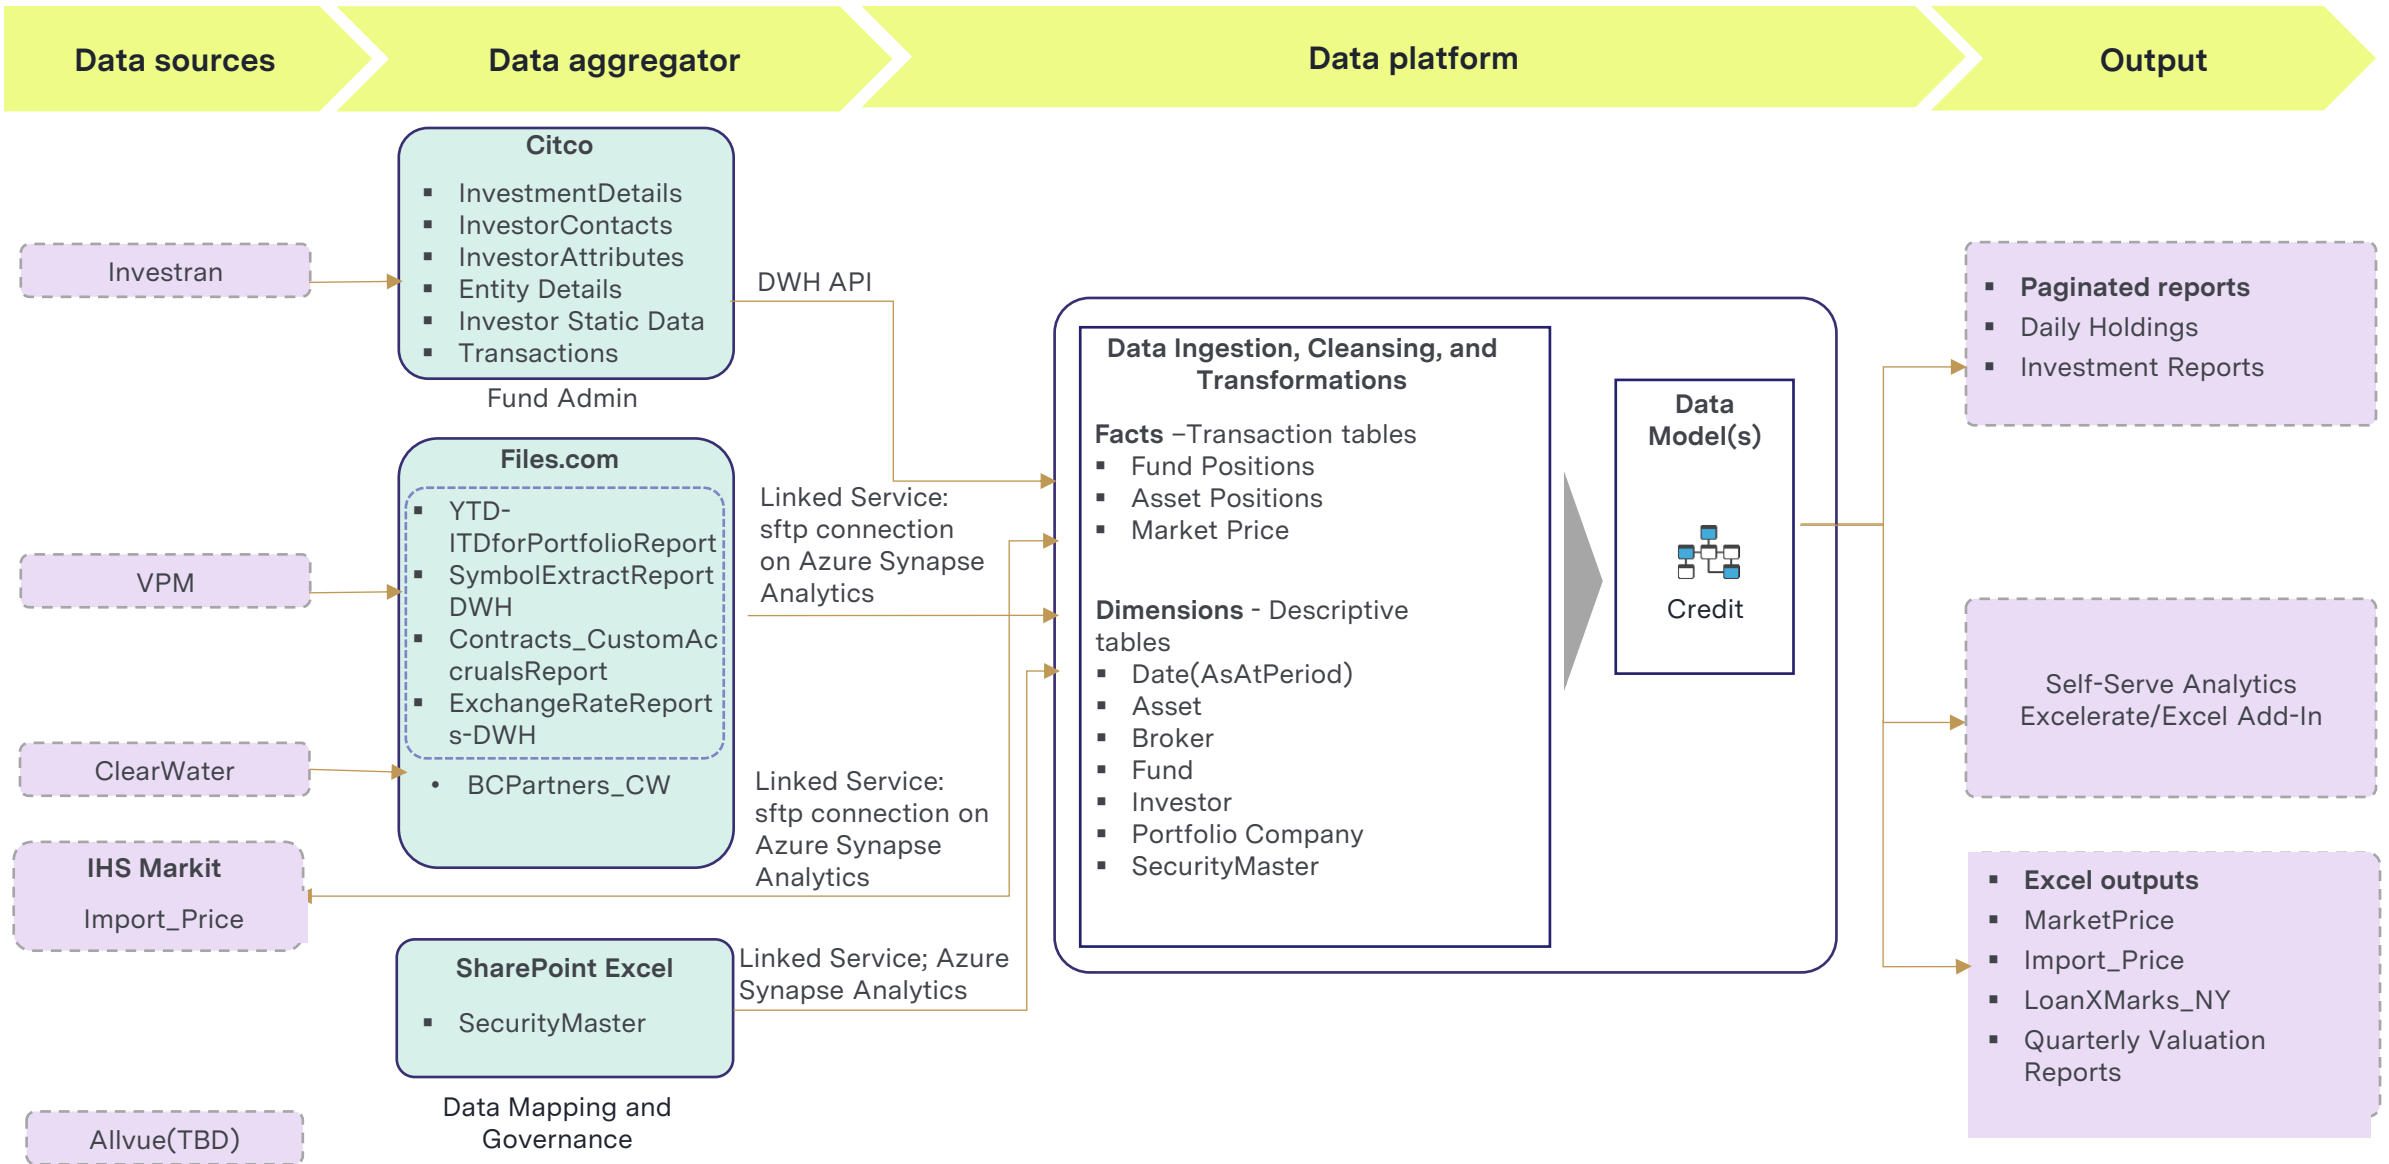 Data sources
Data aggregator
Data platform
Output
Investran
VPM
ClearWater
IHS Markit
Import_Price
Allvue(TBD)
Citco
▪ InvestmentDetails
▪ InvestorContacts
▪ InvestorAttributes
▪ Entity Details
▪ Investor Static Data
▪ Transactions
Fund Admin
Files.com
▪ YTD-
ITDforPortfolioReport
▪ SymbolExtractReport
DWH
▪ Contracts_CustomAc
crualsReport
▪ ExchangeRateReport
s-DWH
• BCPartners_CW
SharePoint Excel
▪ SecurityMaster
Data Mapping and
Governance
DWH API
Linked Service:
sftp connection
on Azure Synapse
Analytics
Linked Service:
sftp connection on
Azure Synapse
Analytics
Linked Service; Azure
Synapse Analytics
Data Ingestion, Cleansing, and
Transformations
Facts –Transaction tables
▪ Fund Positions
▪ Asset Positions
▪ Market Price
Dimensions - Descriptive
tables
▪ Date(AsAtPeriod)
▪ Asset
▪ Broker
▪ Fund
▪ Investor
▪ Portfolio Company
▪ SecurityMaster
Data
Model(s)
Credit
▪ Paginated reports
▪ Daily Holdings
▪ Investment Reports
Self-Serve Analytics
Excelerate/Excel Add-In
▪ Excel outputs
▪ MarketPrice
▪ Import_Price
▪ LoanXMarks_NY
▪ Quarterly Valuation
Reports